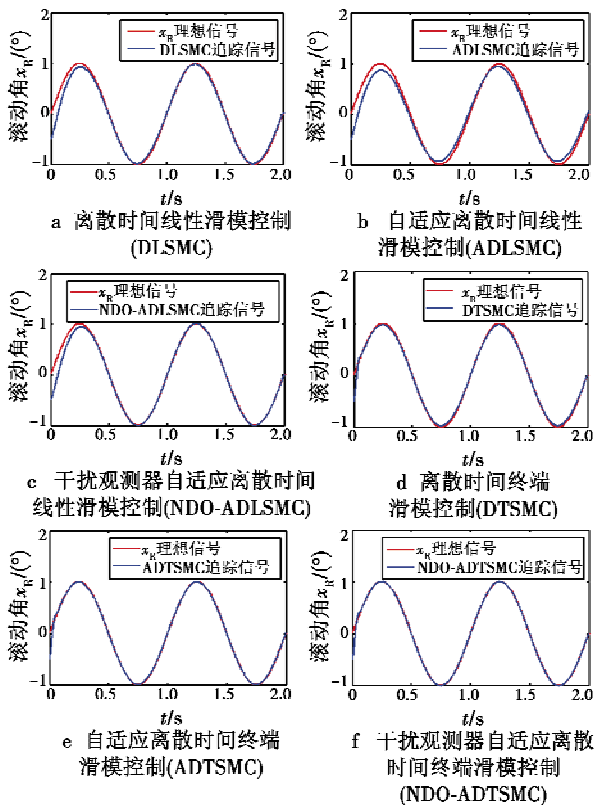 2
x_R理想信号
DLSMC追踪信号
1
0
-1
滚动角x_R/(°)
0
0.5
1.0
1.5
2.0
t/s
a 离散时间线性滑模控制
(DLSMC)
2
x_R理想信号
ADLSMC追踪信号
1
0
-1
滚动角x_R/(°)
0
0.5
1.0
1.5
2.0
t/s
b 自适应离散时间线性
滑模控制(ADLSMC)
2
x_R理想信号
NDO-ADLSMC追踪信号
1
0
-1
滚动角x_R/(°)
0
0.5
1.0
1.5
2.0
t/s
c 干扰观测器自适应离散时间
线性滑模控制(NDO-ADLSMC)
2
x_R理想信号
DTSMC追踪信号
1
0
-1
滚动角x_R/(°)
0
0.5
1.0
1.5
2.0
t/s
d 离散时间终端
滑模控制(DTSMC)
2
x_R理想信号
ADTSMC追踪信号
1
0
-1
滚动角x_R/(°)
0
0.5
1.0
1.5
2.0
t/s
e 自适应离散时间终端
滑模控制(ADTSMC)
2
x_R理想信号
NDO-ADTSMC追踪信号
1
0
-1
滚动角x_R/(°)
0
0.5
1.0
1.5
2.0
t/s
f 干扰观测器自适应离散
时间终端滑模控制
(NDO-ADTSMC)